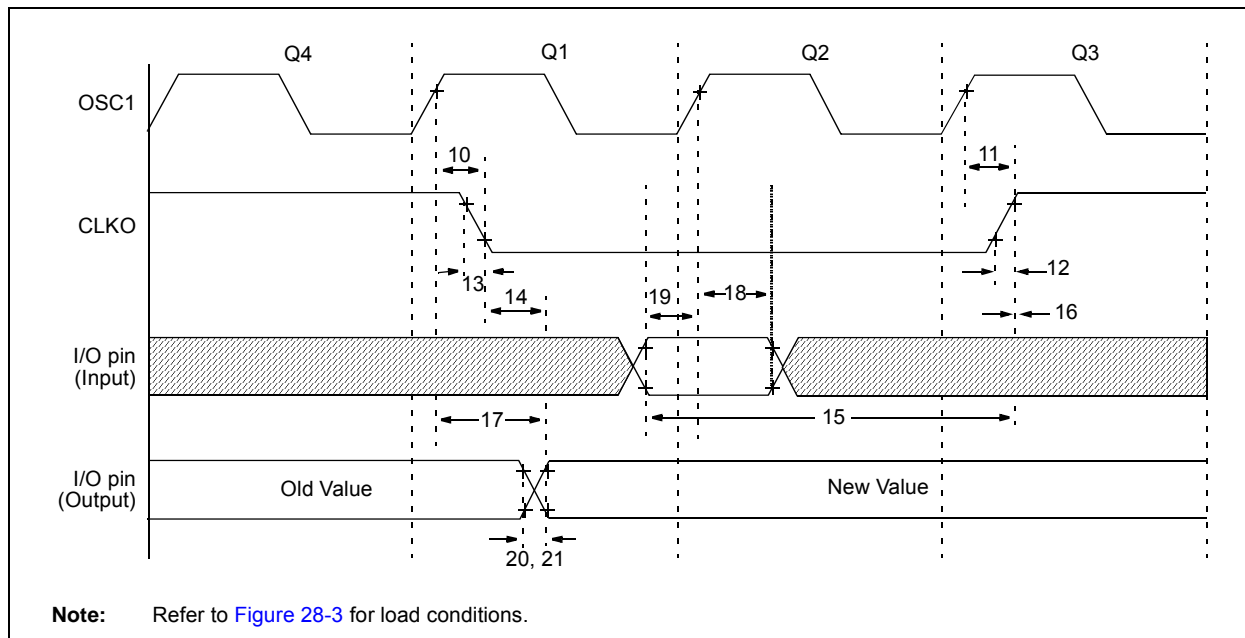 Q4
Q1
Q2
Q3
OSC1
10
11
CLKO
13
12
14
19
18
16
I/O pin
(Input)
17
15
I/O pin
(Output)
Old Value
New Value
20, 21
Note: Refer to Figure 28-3 for load conditions.